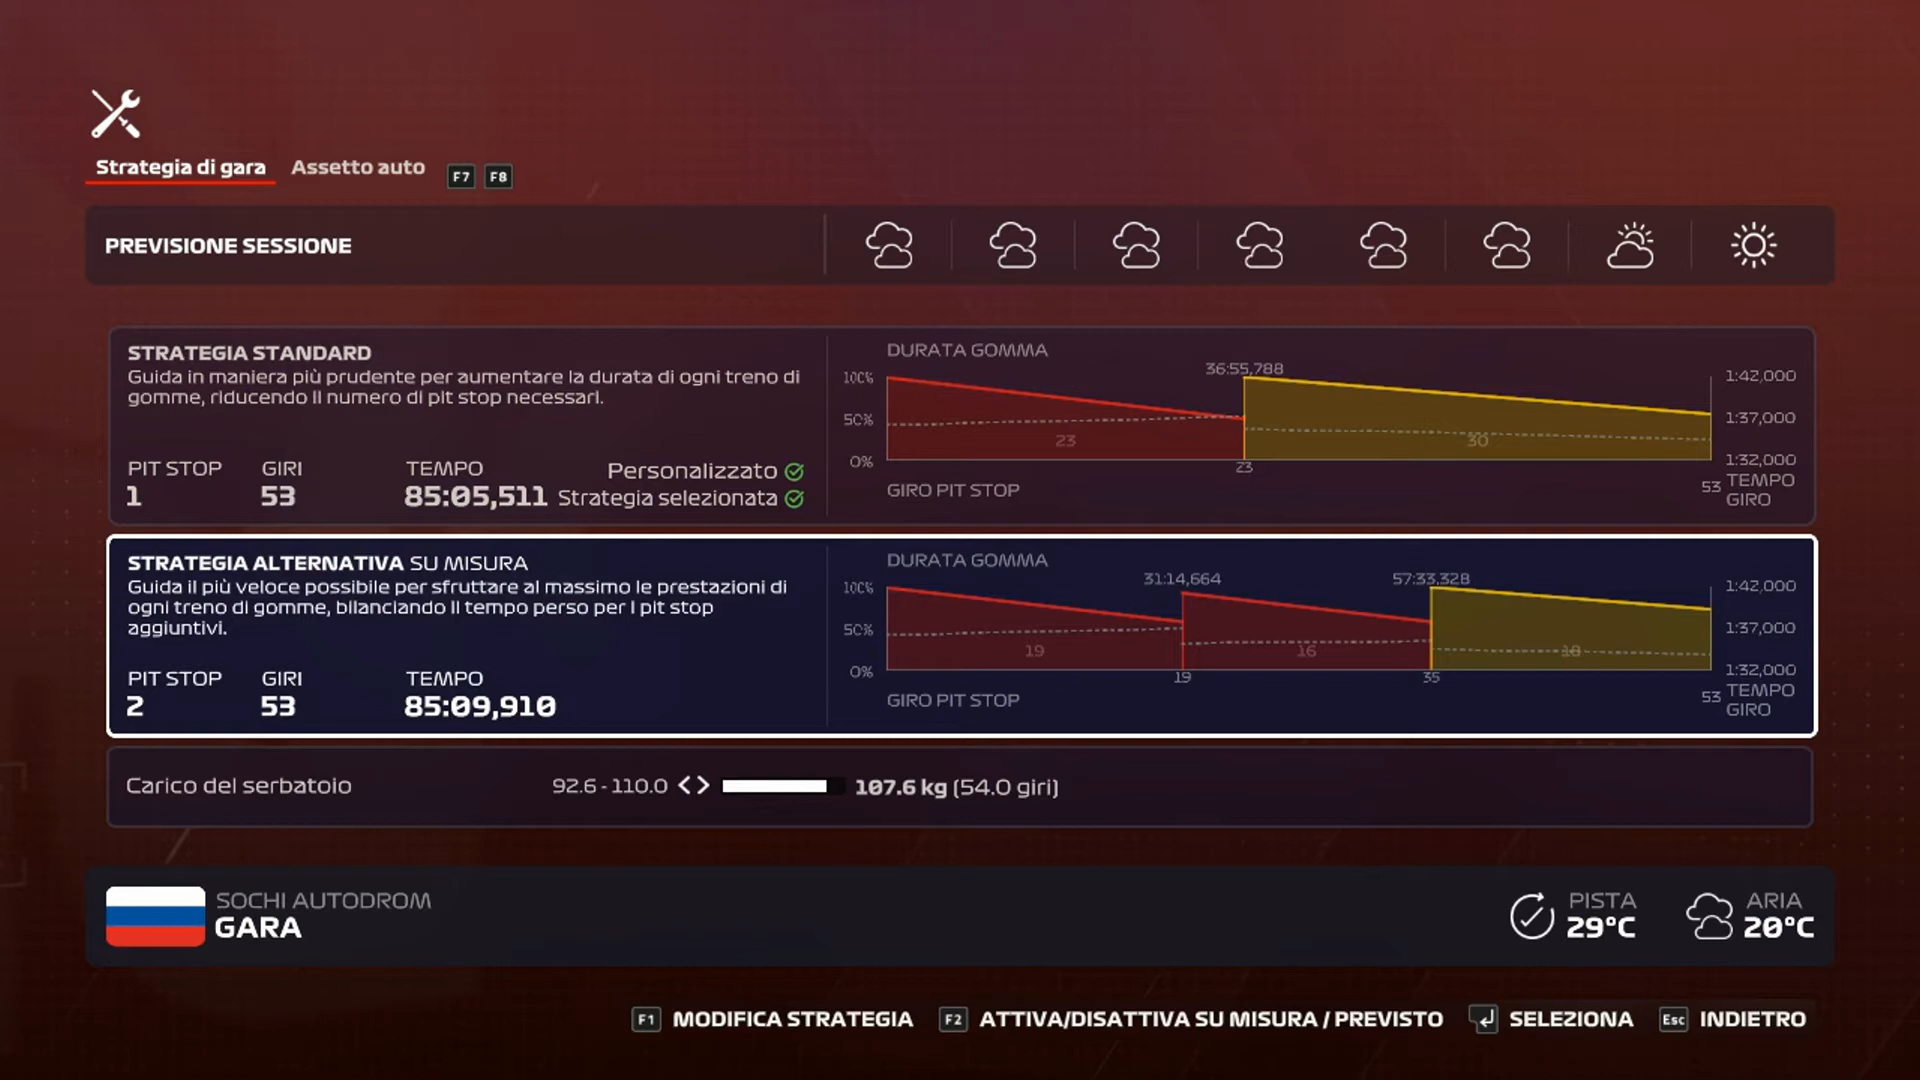 Strategia di gara Assetto auto F7 F8
PREVISIONE SESSIONE
STRATEGIA STANDARD
Guida in maniera più prudente per aumentare la durata di ogni treno di
gomme, riducendo il numero di pit stop necessari.
PIT STOP GIRI TEMPO Personalizzato
1 53 85:05,511 Strategia selezionata
DURATA GOMMA
36:55,788
100% 1:42,000
50% 1:37,000
23 30
0% 1:32,000
23
GIRO PIT STOP 53 TEMPO
GIRO
STRATEGIA ALTERNATIVA SU MISURA
Guida il più veloce possibile per sfruttare al massimo le prestazioni di
ogni treno di gomme, bilanciando il tempo perso per i pit stop
aggiuntivi.
PIT STOP GIRI TEMPO
2 53 85:09,910
DURATA GOMMA
31:14,664 57:33,328
100% 1:42,000
50% 1:37,000
19 16 18
0% 1:32,000
19 35
GIRO PIT STOP 53 TEMPO
GIRO
Carico del serbatoio 92.6 - 110.0 107.6 kg (54.0 giri)
SOCHI AUTODROM
GARA
PISTA
29°C
ARIA
20°C
F1 MODIFICA STRATEGIA F2 ATTIVA/DISATTIVA SU MISURA / PREVISTO SELEZIONA Esc INDIETRO